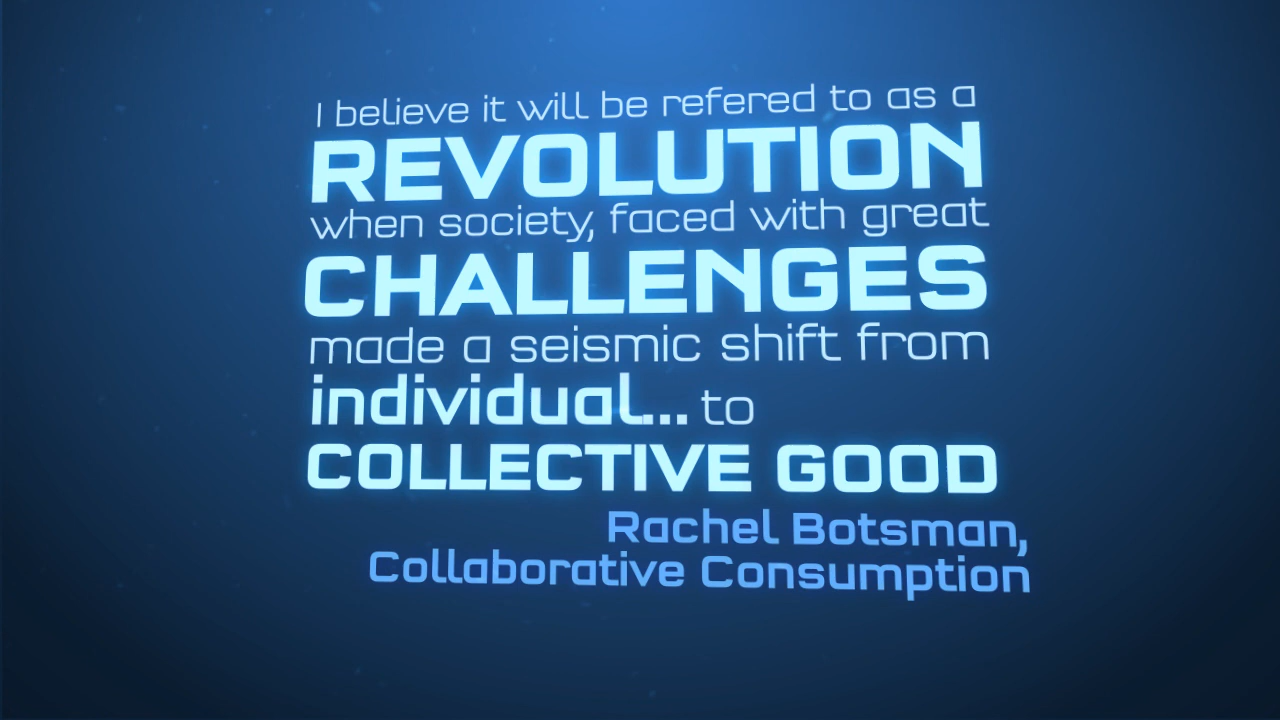 I believe it will be refered to as a
REVOLUTION
when society, faced with great
CHALLENGES
made a seismic shift from
individual... to
COLLECTIVE GOOD
Rachel Botsman,
Collaborative Consumption